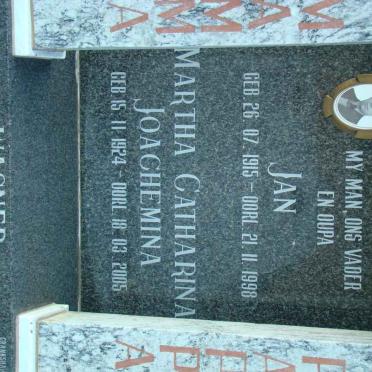 MY MAN, ONS VADER
EN OUPA
JAN
GEB 26 07 1915 - OORL 21 11 1998
MARTHA CATHARINA
JOACHEMINA
GEB 15 11 1924 - OORL 18 03 2005